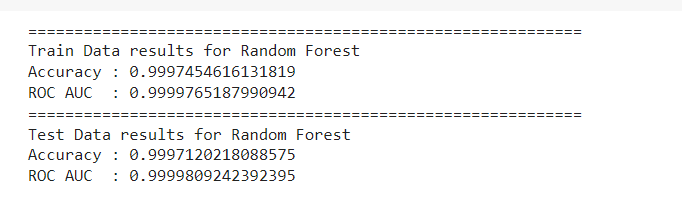 ============================================================
Train Data results for Random Forest
Accuracy : 0.9997454616131819
ROC AUC  : 0.9999765187990942
============================================================
Test Data results for Random Forest
Accuracy : 0.9997120218088575
ROC AUC  : 0.9999809242392395